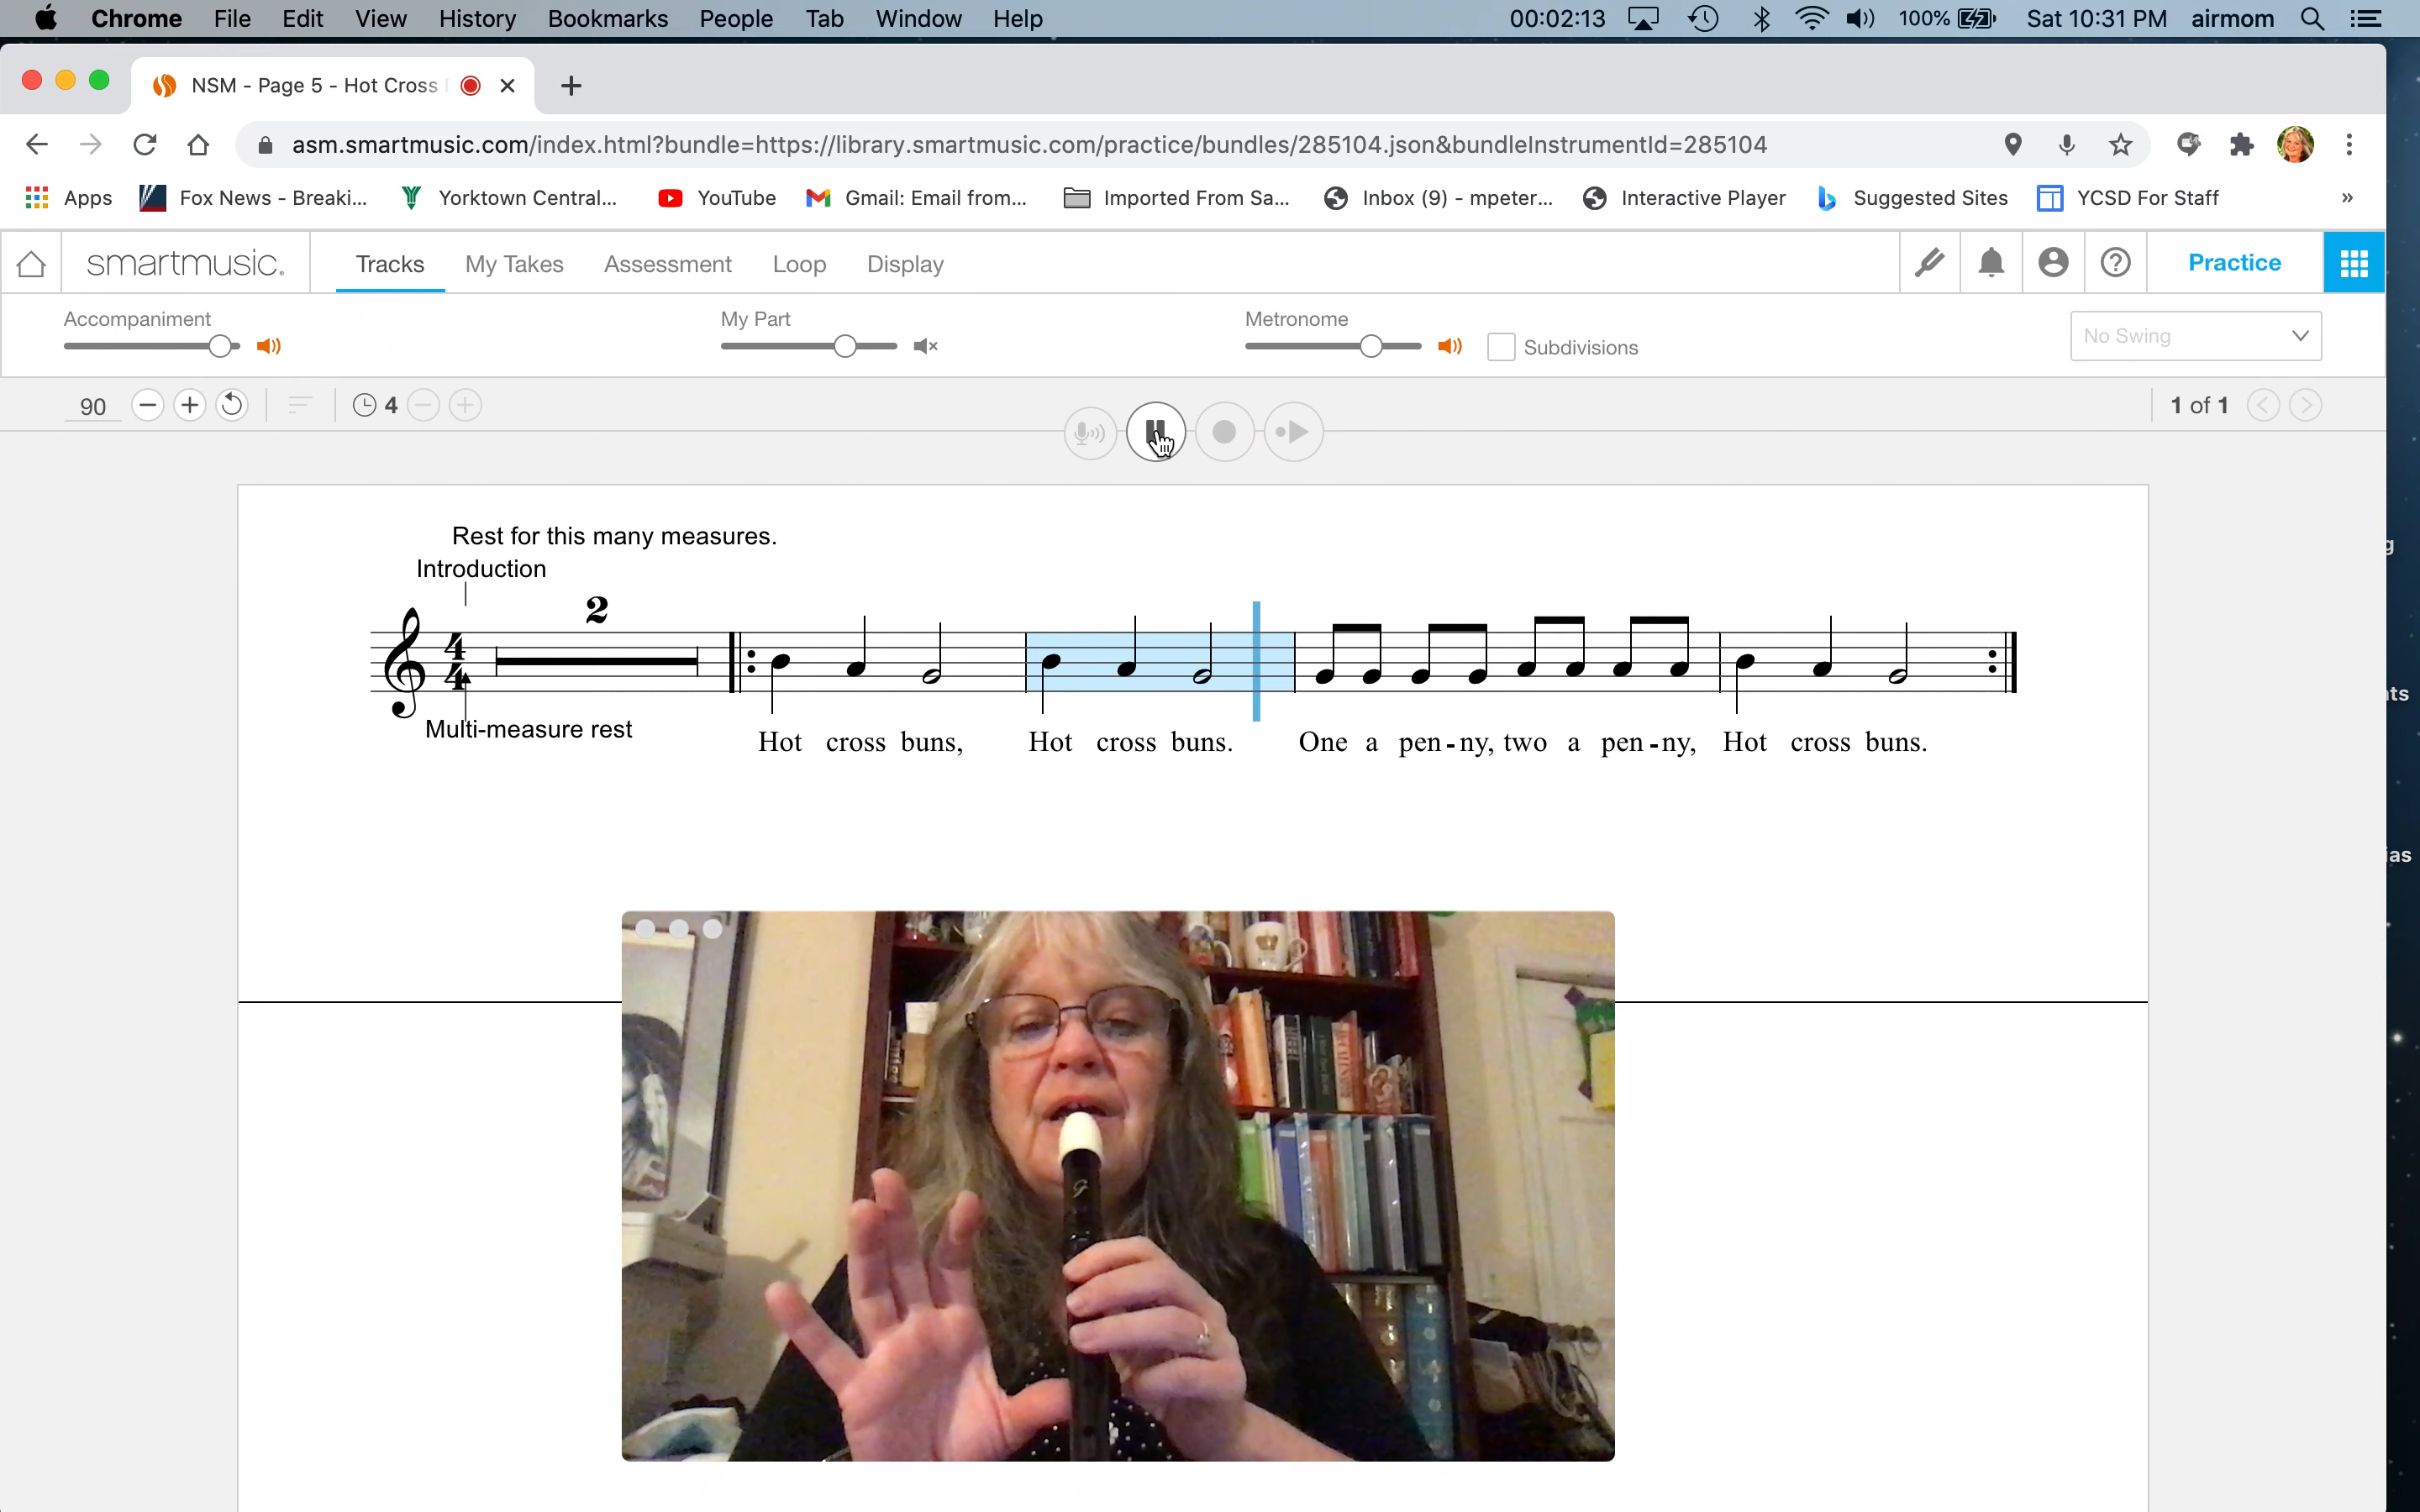 Chrome File Edit View History Bookmarks People Tab Window Help 00:02:13 100% Sat 10:31 PM airmom
NSM - Page 5 - Hot Cross
asm.smartmusic.com/index.html?bundle=https://library.smartmusic.com/practice/bundles/285104.json&bundleInstrumentId=285104
Apps Fox News - Breaki... Yorktown Central... YouTube Gmail: Email from... Imported From Sa... Inbox (9) - mpeter... Interactive Player Suggested Sites YCSD For Staff »
smartmusic. Tracks My Takes Assessment Loop Display Practice
Accompaniment My Part Metronome
Subdivisions No Swing
90 4 1 of 1
Rest for this many measures.
Introduction
2
4
4
Multi-measure rest
Hot cross buns, Hot cross buns. One a pen-ny, two a pen-ny, Hot cross buns.